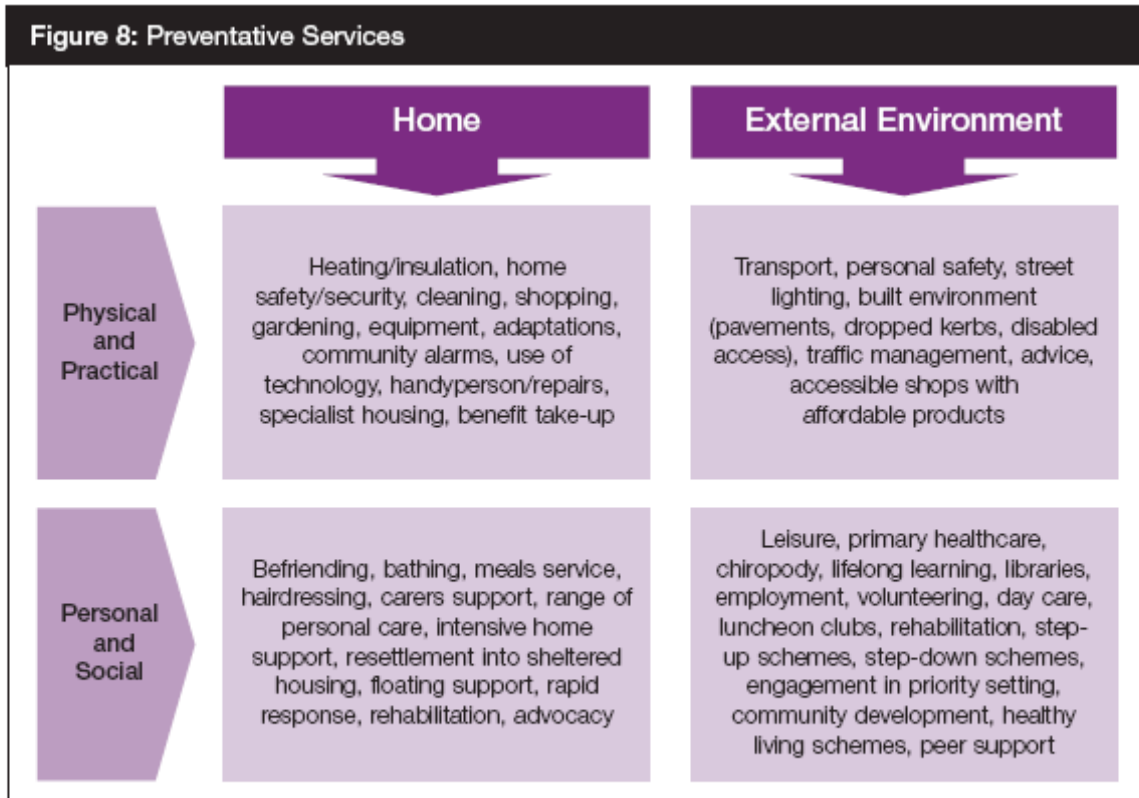 Figure 8: Preventative Services
Home
External Environment
Physical
and
Practical
Heating/insulation, home
safety/security, cleaning, shopping,
gardening, equipment, adaptations,
community alarms, use of
technology, handyperson/repairs,
specialist housing, benefit take-up
Transport, personal safety, street
lighting, built environment
(pavements, dropped kerbs, disabled
access), traffic management, advice,
accessible shops with
affordable products
Personal
and
Social
Befriending, bathing, meals service,
hairdressing, carers support, range of
personal care, intensive home
support, resettlement into sheltered
housing, floating support, rapid
response, rehabilitation, advocacy
Leisure, primary healthcare,
chiropody, lifelong learning, libraries,
employment, volunteering, day care,
luncheon clubs, rehabilitation, step-
up schemes, step-down schemes,
engagement in priority setting,
community development, healthy
living schemes, peer support